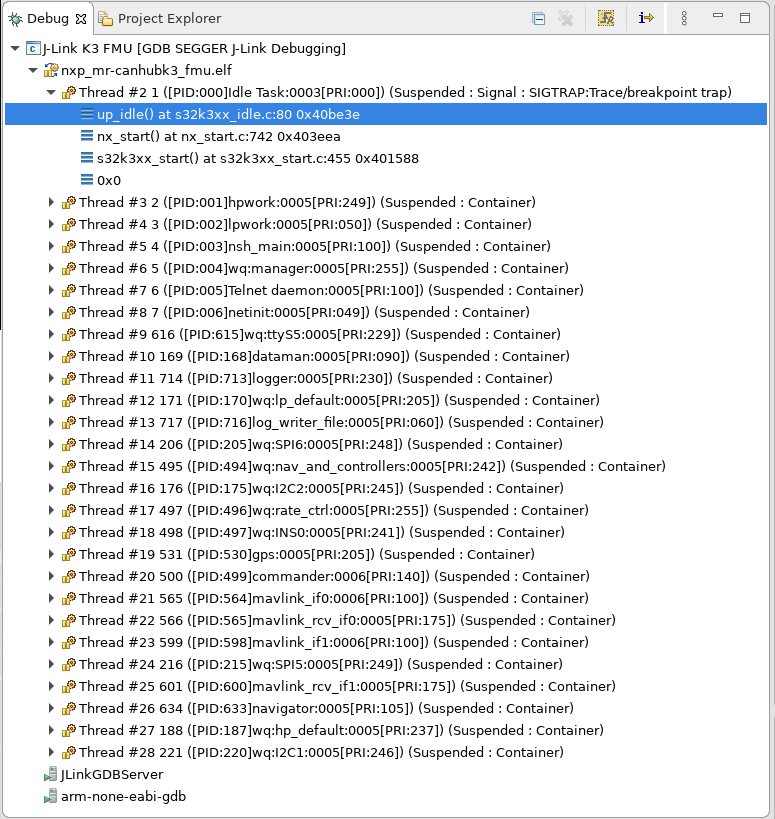 Debug Project Explorer
J-Link K3 FMU [GDB SEGGER J-Link Debugging]
nxp_mr-canhubk3_fmu.elf
Thread #2 1 ([PID:000]Idle Task:0003[PRI:000]) (Suspended : Signal : SIGTRAP:Trace/breakpoint trap)
up_idle() at s32k3xx_idle.c:80 0x40be3e
nx_start() at nx_start.c:742 0x403eea
s32k3xx_start() at s32k3xx_start.c:455 0x401588
0x0
Thread #3 2 ([PID:001]hpwork:0005[PRI:249]) (Suspended : Container)
Thread #4 3 ([PID:002]lpwork:0005[PRI:050]) (Suspended : Container)
Thread #5 4 ([PID:003]nsh_main:0005[PRI:100]) (Suspended : Container)
Thread #6 5 ([PID:004]wq:manager:0005[PRI:255]) (Suspended : Container)
Thread #7 6 ([PID:005]Telnet daemon:0005[PRI:100]) (Suspended : Container)
Thread #8 7 ([PID:006]netinit:0005[PRI:049]) (Suspended : Container)
Thread #9 616 ([PID:615]wq:ttyS5:0005[PRI:229]) (Suspended : Container)
Thread #10 169 ([PID:168]dataman:0005[PRI:090]) (Suspended : Container)
Thread #11 714 ([PID:713]logger:0005[PRI:230]) (Suspended : Container)
Thread #12 171 ([PID:170]wq:lp_default:0005[PRI:205]) (Suspended : Container)
Thread #13 717 ([PID:716]log_writer_file:0005[PRI:060]) (Suspended : Container)
Thread #14 206 ([PID:205]wq:SPI6:0005[PRI:248]) (Suspended : Container)
Thread #15 495 ([PID:494]wq:nav_and_controllers:0005[PRI:242]) (Suspended : Container)
Thread #16 176 ([PID:175]wq:I2C2:0005[PRI:245]) (Suspended : Container)
Thread #17 497 ([PID:496]wq:rate_ctrl:0005[PRI:255]) (Suspended : Container)
Thread #18 498 ([PID:497]wq:INS0:0005[PRI:241]) (Suspended : Container)
Thread #19 531 ([PID:530]gps:0005[PRI:205]) (Suspended : Container)
Thread #20 500 ([PID:499]commander:0006[PRI:140]) (Suspended : Container)
Thread #21 565 ([PID:564]mavlink_if0:0006[PRI:100]) (Suspended : Container)
Thread #22 566 ([PID:565]mavlink_rcv_if0:0005[PRI:175]) (Suspended : Container)
Thread #23 599 ([PID:598]mavlink_if1:0006[PRI:100]) (Suspended : Container)
Thread #24 216 ([PID:215]wq:SPI5:0005[PRI:249]) (Suspended : Container)
Thread #25 601 ([PID:600]mavlink_rcv_if1:0005[PRI:175]) (Suspended : Container)
Thread #26 634 ([PID:633]navigator:0005[PRI:105]) (Suspended : Container)
Thread #27 188 ([PID:187]wq:hp_default:0005[PRI:237]) (Suspended : Container)
Thread #28 221 ([PID:220]wq:I2C1:0005[PRI:246]) (Suspended : Container)
JLinkGDBServer
arm-none-eabi-gdb